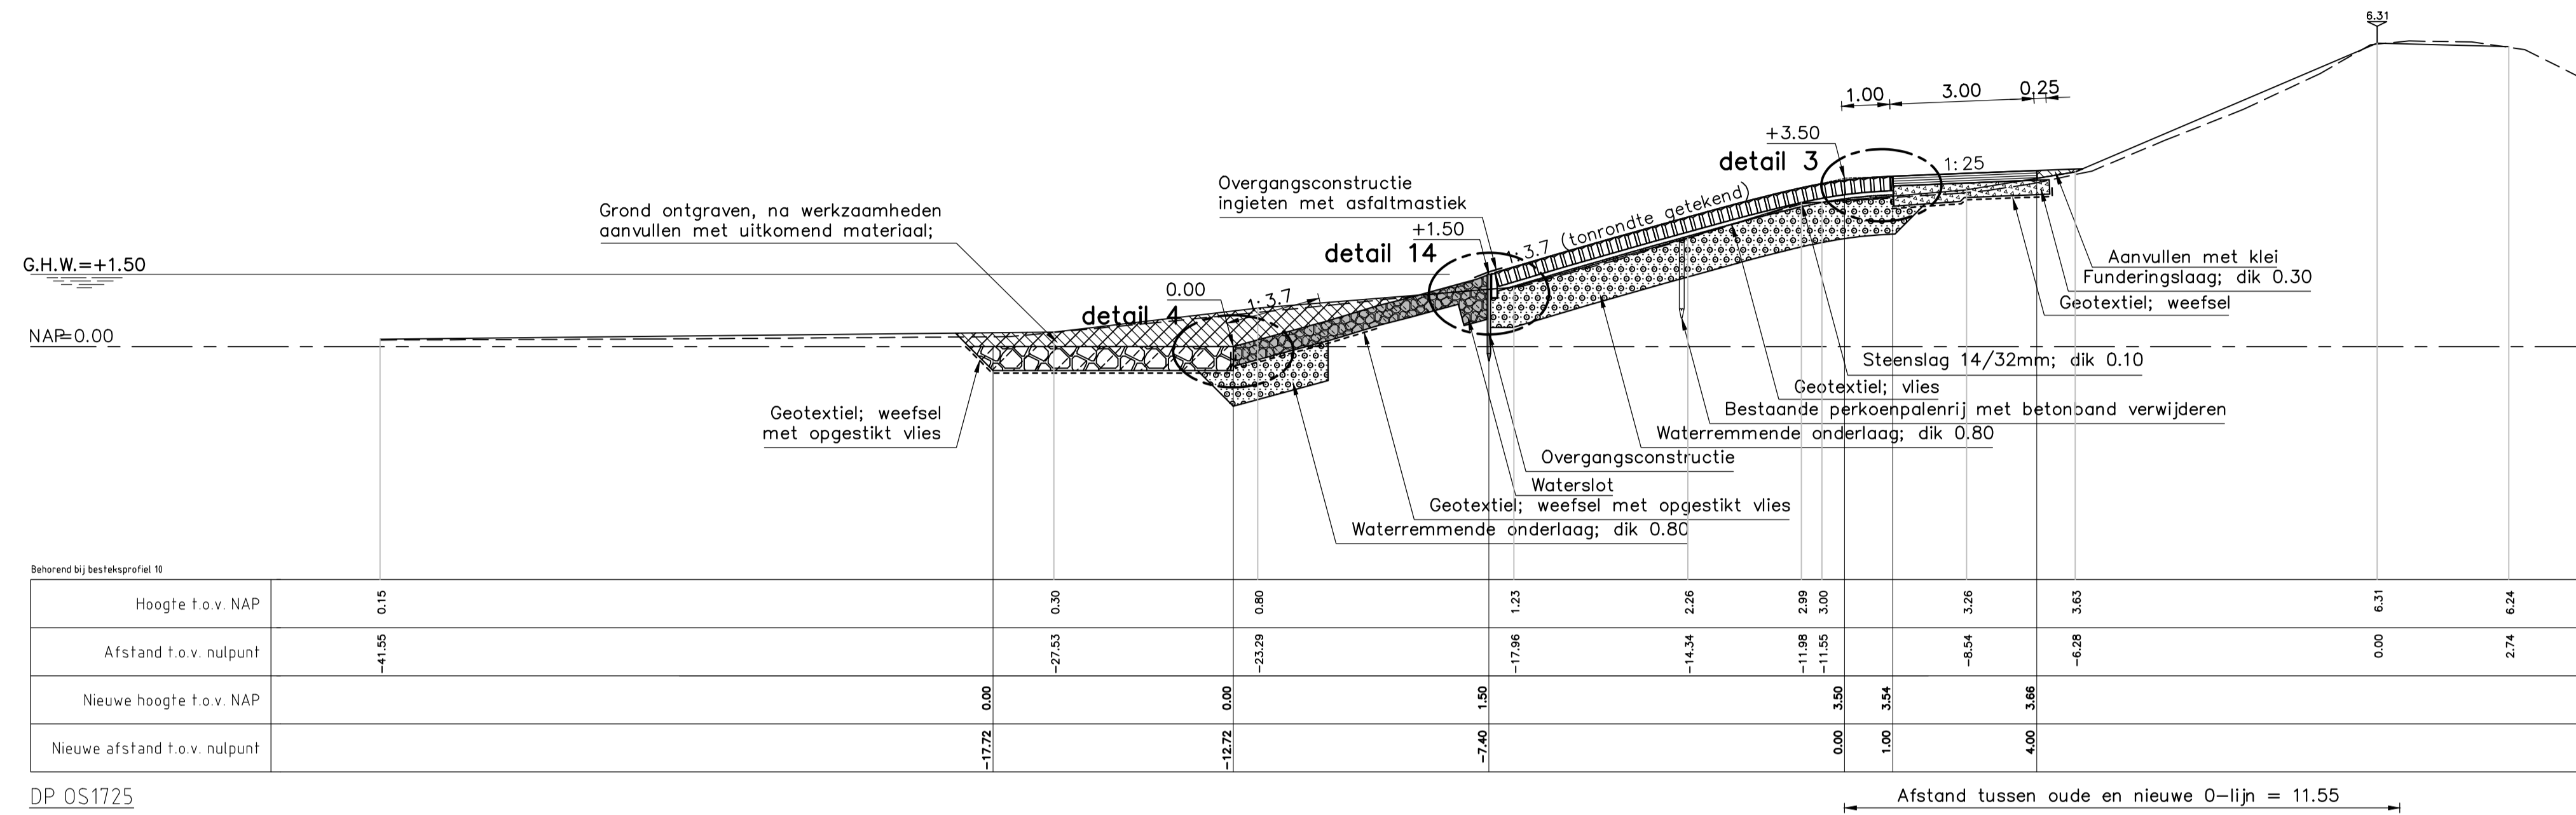 6.31
1.00
3.00
0,25
+3.50
detail 3
1:25
Overgangsconstructie
ingieten met asfaltmastiek
+1.50
detail 14
1:3.7 (tonrondte getekend)
Grond ontgraven, na werkzaamheden
aanvullen met uitkomend materiaal;
G.H.W.=+1.50
0.00
1:3.7
detail 4
NAP=0.00
Aanvullen met klei
Funderingslaag; dik 0.30
Geotextiel; weefsel
Steenslag 14/32mm; dik 0.10
Geotextiel; vlies
Bestaande perkoenpalenrij met betonband verwijderen
Waterremmende onderlaag; dik 0.80
Overgangsconstructie
Waterslot
Geotextiel; weefsel met opgestikt vlies
Waterremmende onderlaag; dik 0.80
Geotextiel; weefsel
met opgestikt vlies
Behorend bij besteksprofiel 10
Hoogte t.o.v. NAP 0.15 0.30 0.80 1.23 2.26 2.99 3.00 3.26 3.63 6.31 6.24
Afstand t.o.v. nulpunt -41.55 -27.53 -23.29 -17.96 -14.34 -11.98 -11.55 -8.54 -6.28 0.00 2.74
Nieuwe hoogte t.o.v. NAP 0.00 0.00 1.50 3.50 3.54 3.66
Nieuwe afstand t.o.v. nulpunt -17.72 -12.72 -7.40 0.00 1.00 4.00
DP OS1725
Afstand tussen oude en nieuwe 0-lijn = 11.55